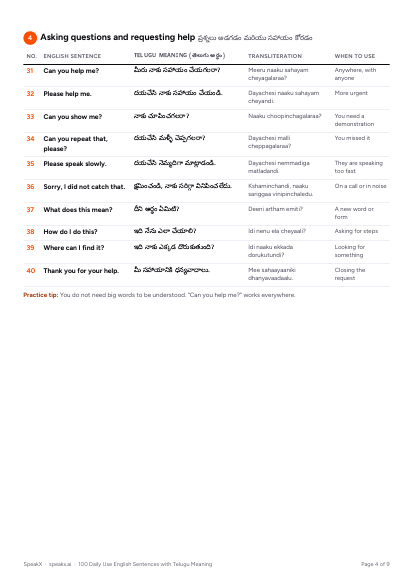 4 Asking questions and requesting help ప్రశ్నలు అడగడం మరియు సహాయం కోరడం
NO. ENGLISH SENTENCE TELUGU MEANING (తెలుగు అర్థం) TRANSLITERATION WHEN TO USE
31 Can you help me? మీరు నాకు సహాయం చేయగలరా? Meeru naaku sahayam Anywhere, with
cheyagalaraa? anyone
32 Please help me. దయచేసి నాకు సహాయం చేయండి. Dayachesi naaku sahayam More urgent
cheyandi.
33 Can you show me? నాకు చూపించగలరా? Naaku choopinchagalaraa? You need a
demonstration
34 Can you repeat that, దయచేసి మళ్ళీ చెప్పగలరా? Dayachesi malli You missed it
please? cheppagalaraa?
35 Please speak slowly. దయచేసి నెమ్మదిగా మాట్లాడండి. Dayachesi nemmadiga They are speaking
matladandi. too fast
36 Sorry, I did not catch that. క్షమించండి, నాకు సరిగ్గా వినిపించలేదు. Kshaminchandi, naaku On a call or in noise
sariggaa vinipinchaledu.
37 What does this mean? దీని అర్థం ఏమిటి? Deeni artham emiti? A new word or
form
38 How do I do this? ఇది నేను ఎలా చేయాలి? Idi nenu ela cheyaali? Asking for steps
39 Where can I find it? ఇది నాకు ఎక్కడ దొరుకుతుంది? Idi naaku ekkada Looking for
dorukutundi? something
40 Thank you for your help. మీ సహాయానికి ధన్యవాదాలు. Mee sahaayaaniki Closing the
dhanyavaadaalu. request
Practice tip: You do not need big words to be understood. "Can you help me?" works everywhere.
SpeakX · speakx.ai · 100 Daily Use English Sentences with Telugu Meaning Page 4 of 9